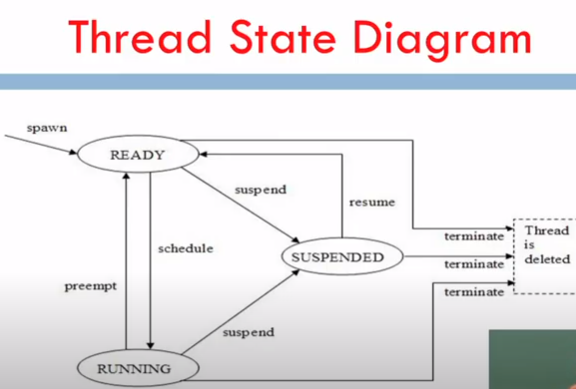 Thread State Diagram
spawn
READY
suspend
resume
terminate
Thread
is
deleted
schedule
SUSPENDED
terminate
preempt
terminate
suspend
RUNNING